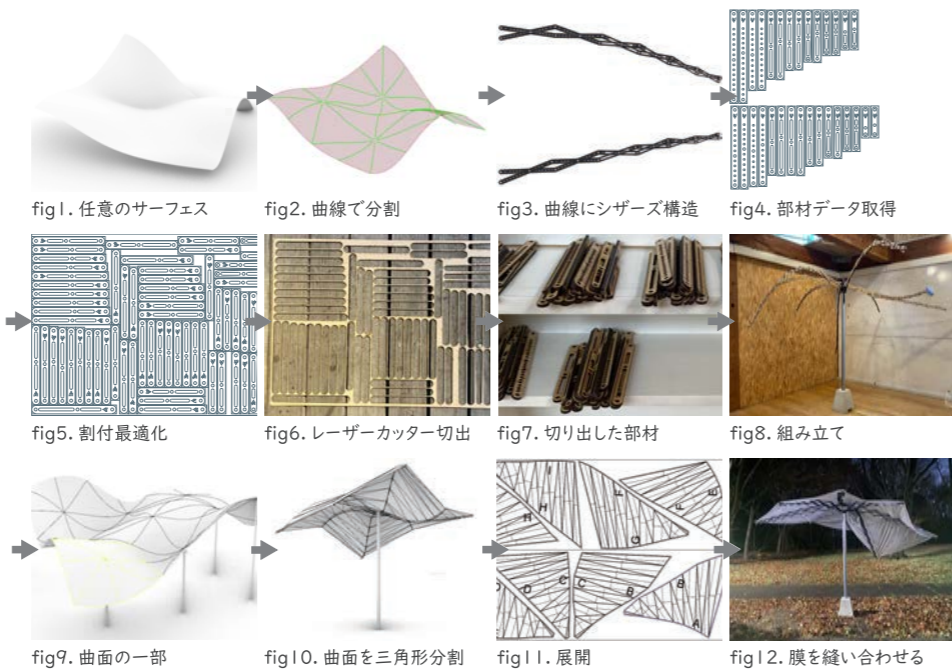 fig1. 任意のサーフェス
fig2. 曲線で分割
fig3. 曲線にシザーズ構造
fig4. 部材データ取得
fig5. 割付最適化
fig6. レーザーカッター切出
fig7. 切り出した部材
fig8. 組み立て
fig9. 曲面の一部
fig10. 曲面を三角形分割
fig11. 展開
fig12. 膜を縫い合わせる